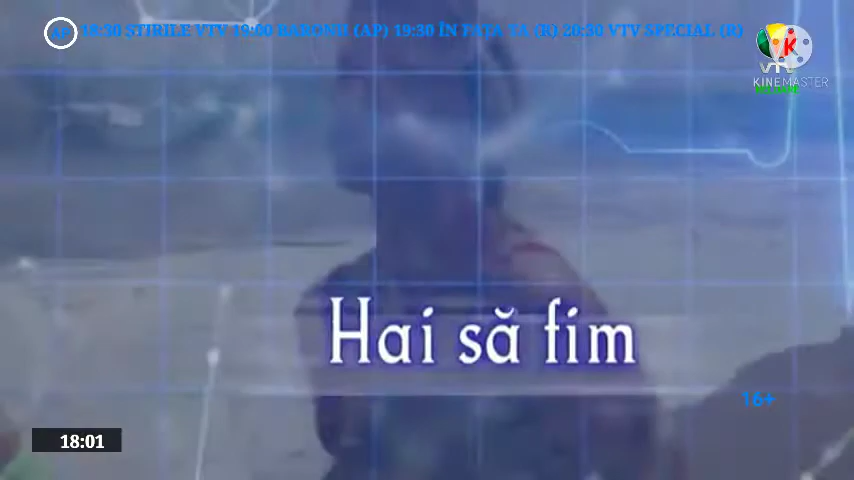 AP
18:30 STIRILE VTV 19:00 BARONII (AP) 19:30 ÎN FAȚA TA (R) 20:30 VTV SPECIAL (R)
VTV
KINEMASTER
Hai să fim
16+
18:01